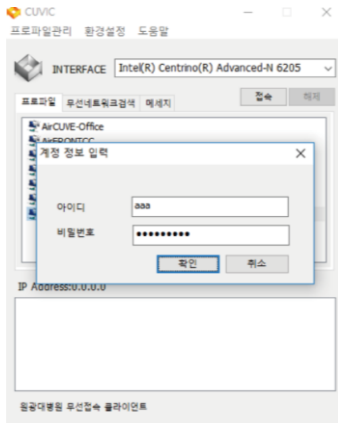 CUVIC
프로파일관리 환경설정 도움말
INTERFACE Intel(R) Centrino(R) Advanced-N 6205
프로파일 무선네트워크검색 메세지 접속 해제
AirCUVE-Office
AirFRONTCC
계정 정보 입력
아이디 aaa
비밀번호 •••••••••
확인 취소
IP Address:0.0.0.0
원광대병원 무선접속 클라이언트